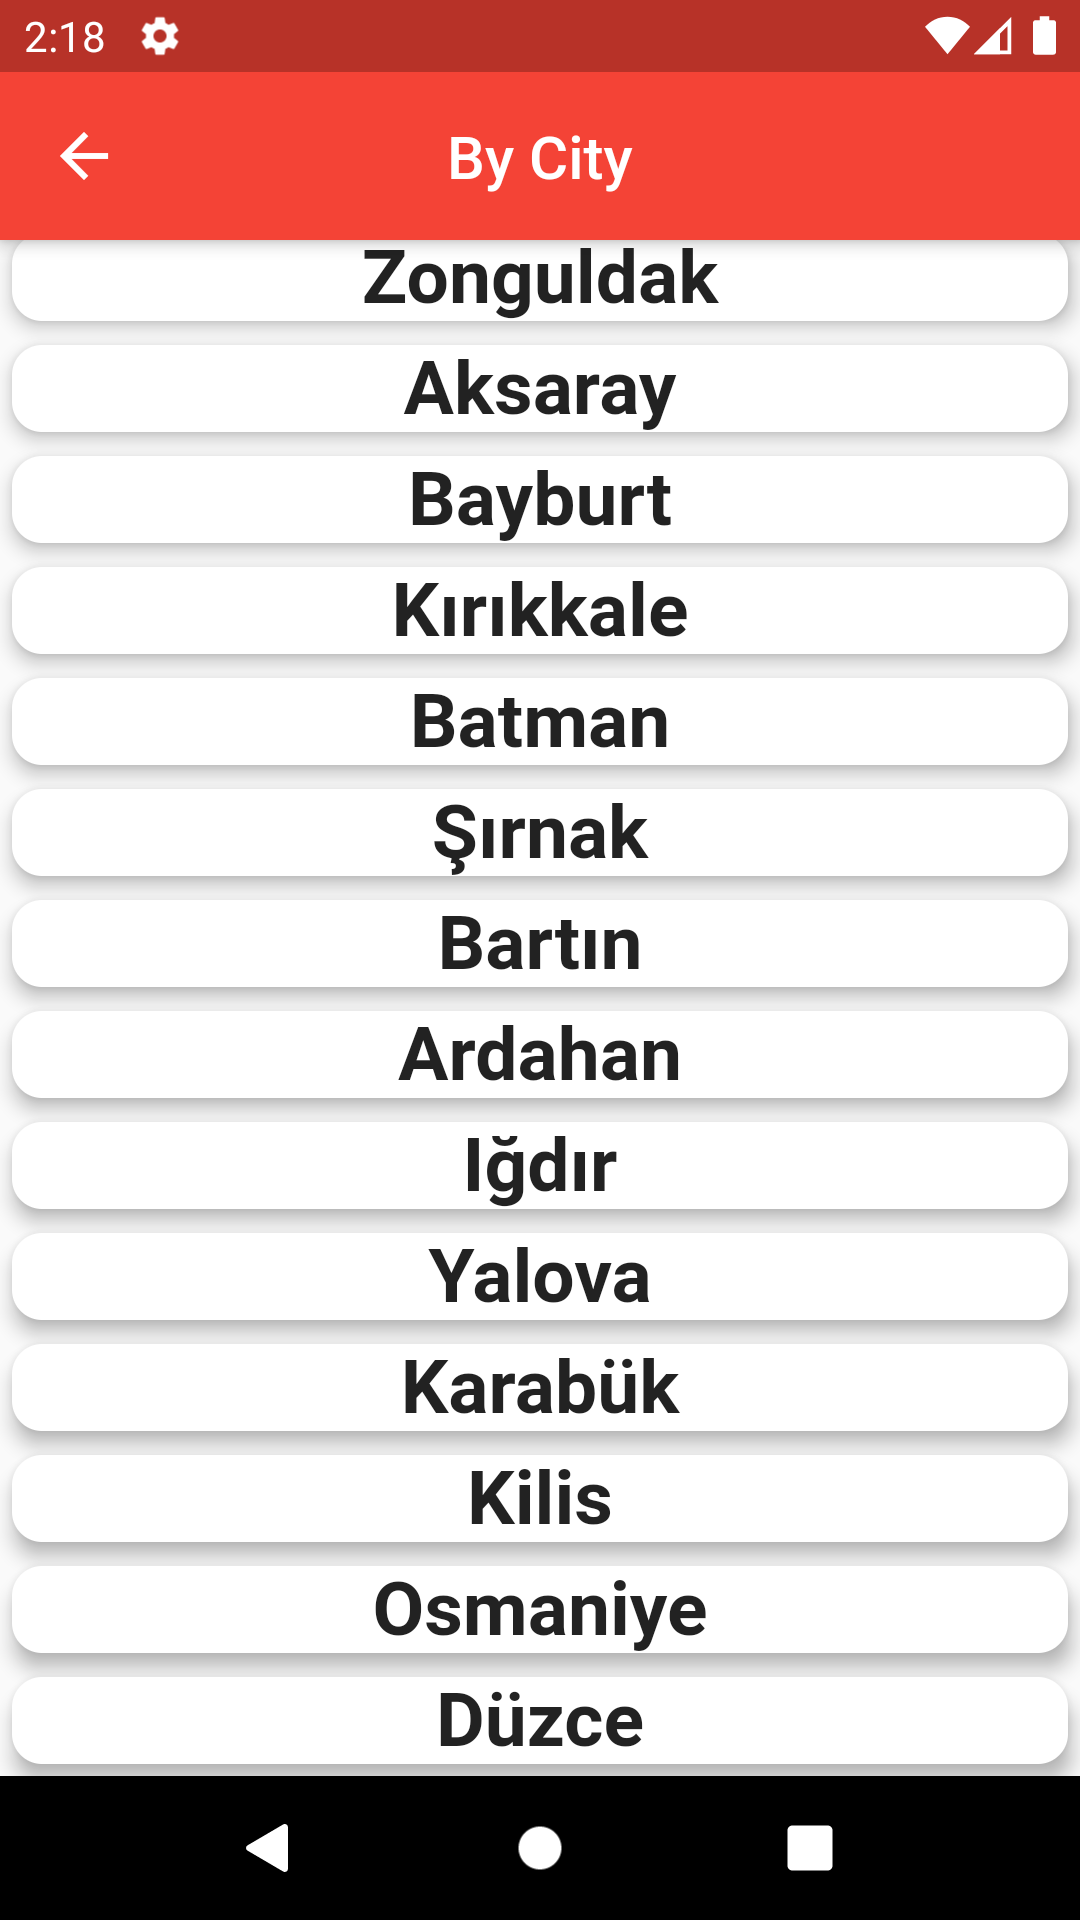 2:18
By City
Zonguldak
Aksaray
Bayburt
Kırıkkale
Batman
Şırnak
Bartın
Ardahan
Iğdır
Yalova
Karabük
Kilis
Osmaniye
Düzce